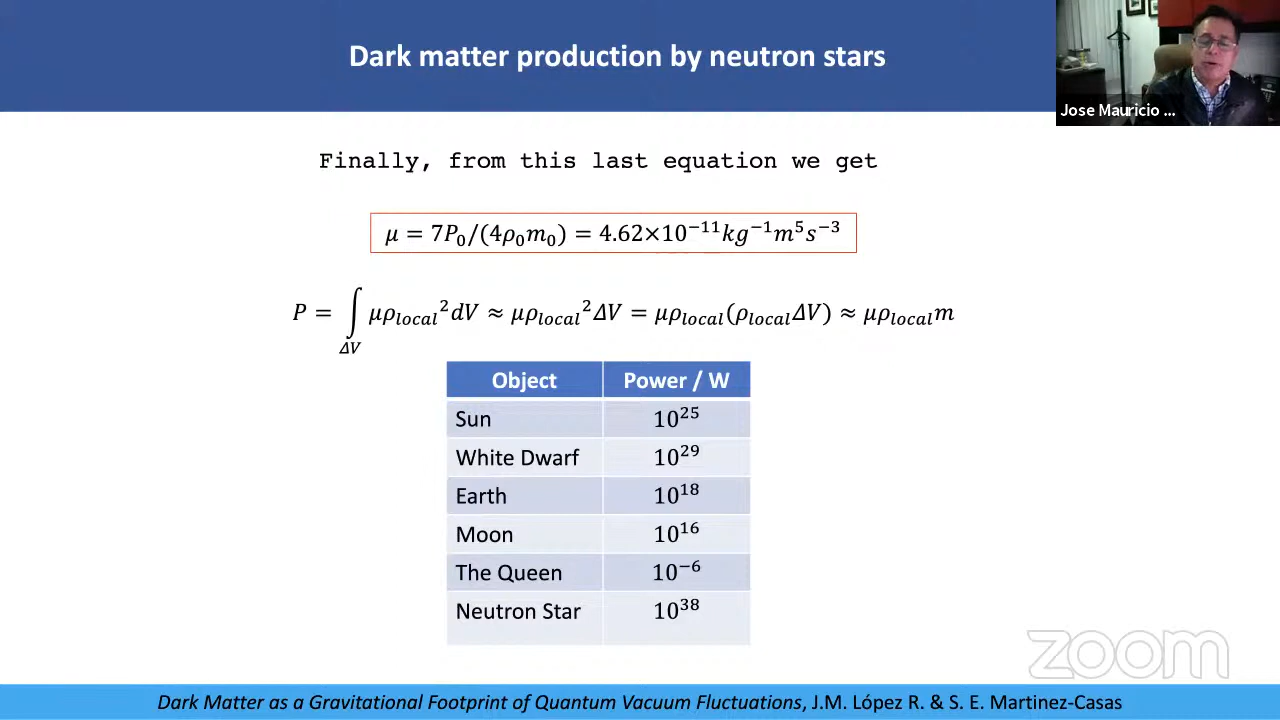 Dark matter production by neutron stars
Jose Mauricio ...
Finally, from this last equation we get
μ = 7P₀/(4ρ₀m₀) = 4.62×10⁻¹¹kg⁻¹m⁵s⁻³
P = ∫_ΔV μρ_local² dV ≈ μρ_local² ΔV = μρ_local(ρ_local ΔV) ≈ μρ_local m
Object Power / W
Sun 10²⁵
White Dwarf 10²⁹
Earth 10¹⁸
Moon 10¹⁶
The Queen 10⁻⁶
Neutron Star 10³⁸
zoom
Dark Matter as a Gravitational Footprint of Quantum Vacuum Fluctuations, J.M. López R. & S. E. Martinez-Casas